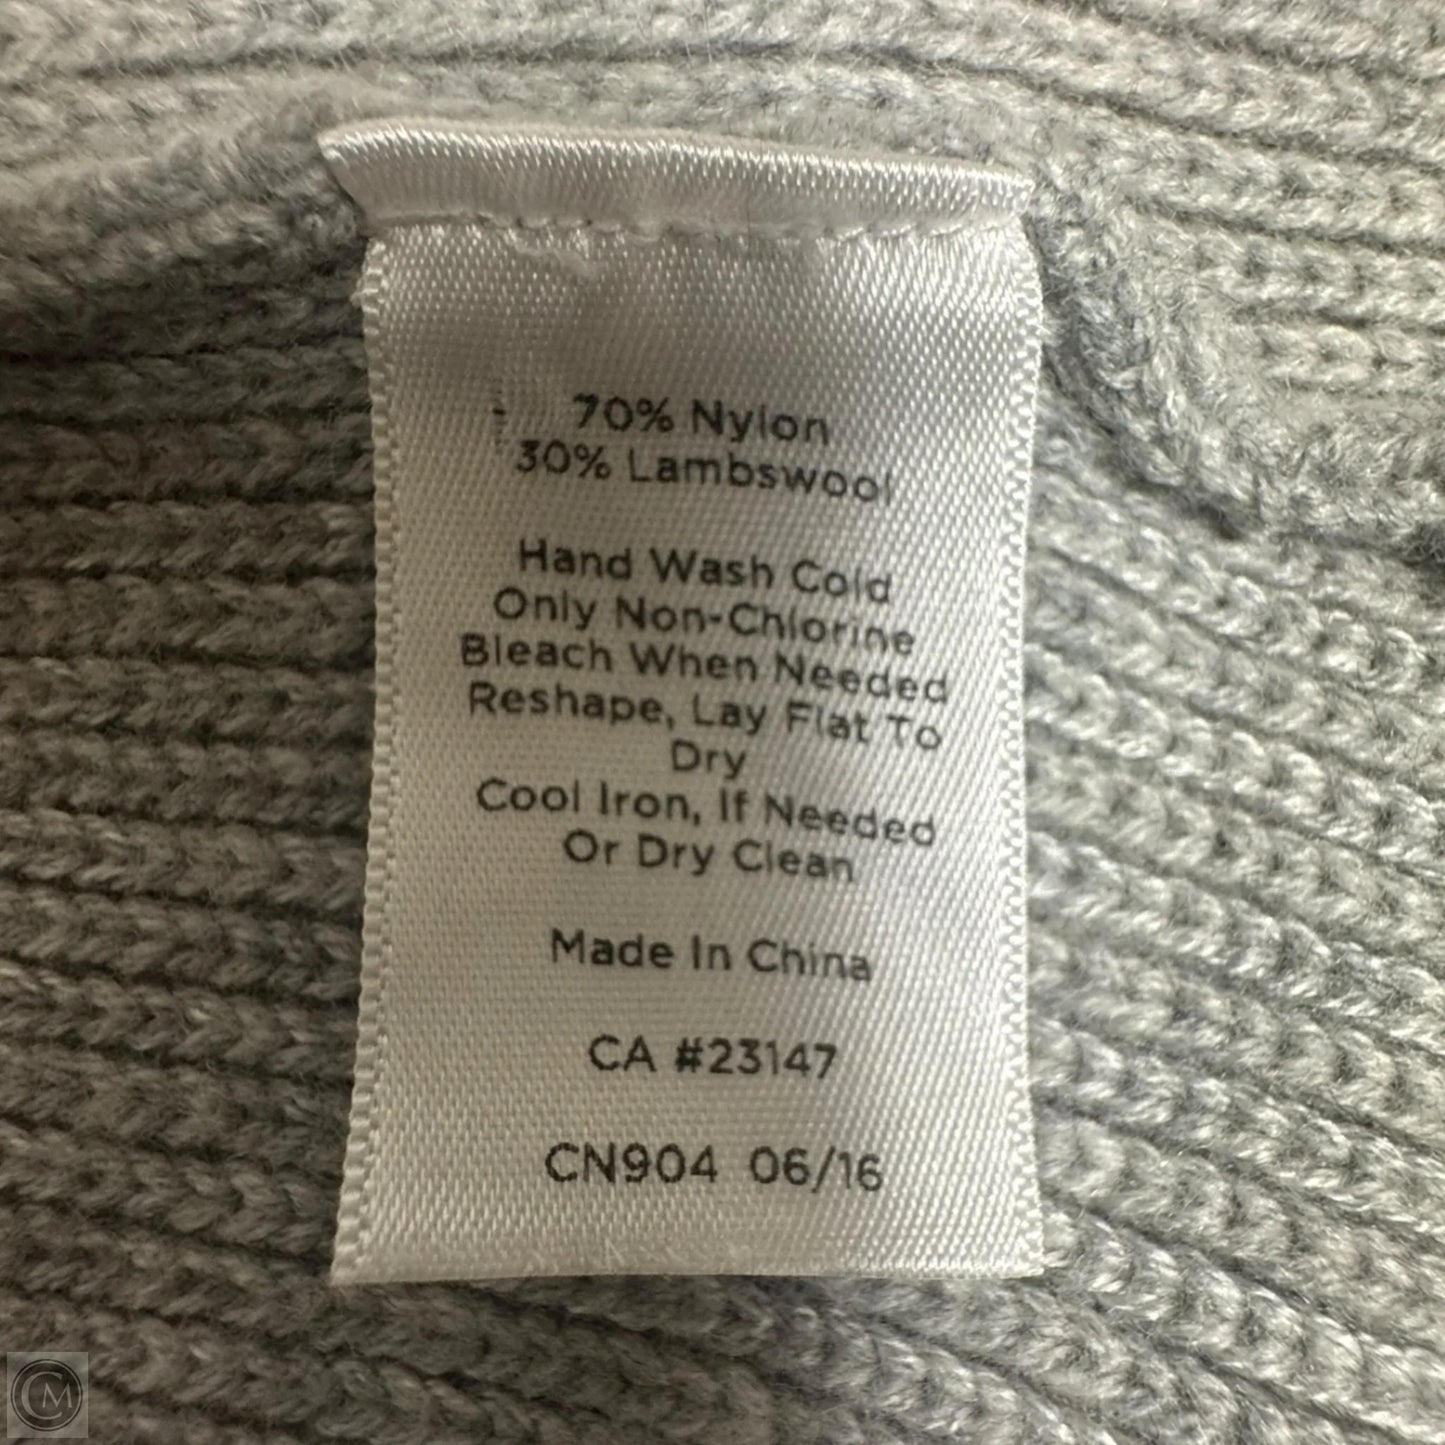 70% Nylon
30% Lambswool
Hand Wash Cold
Only Non-Chlorine
Bleach When Needed
Reshape, Lay Flat To
Dry
Cool Iron, If Needed
Or Dry Clean
Made In China
CA #23147
CN904 06/16
CM